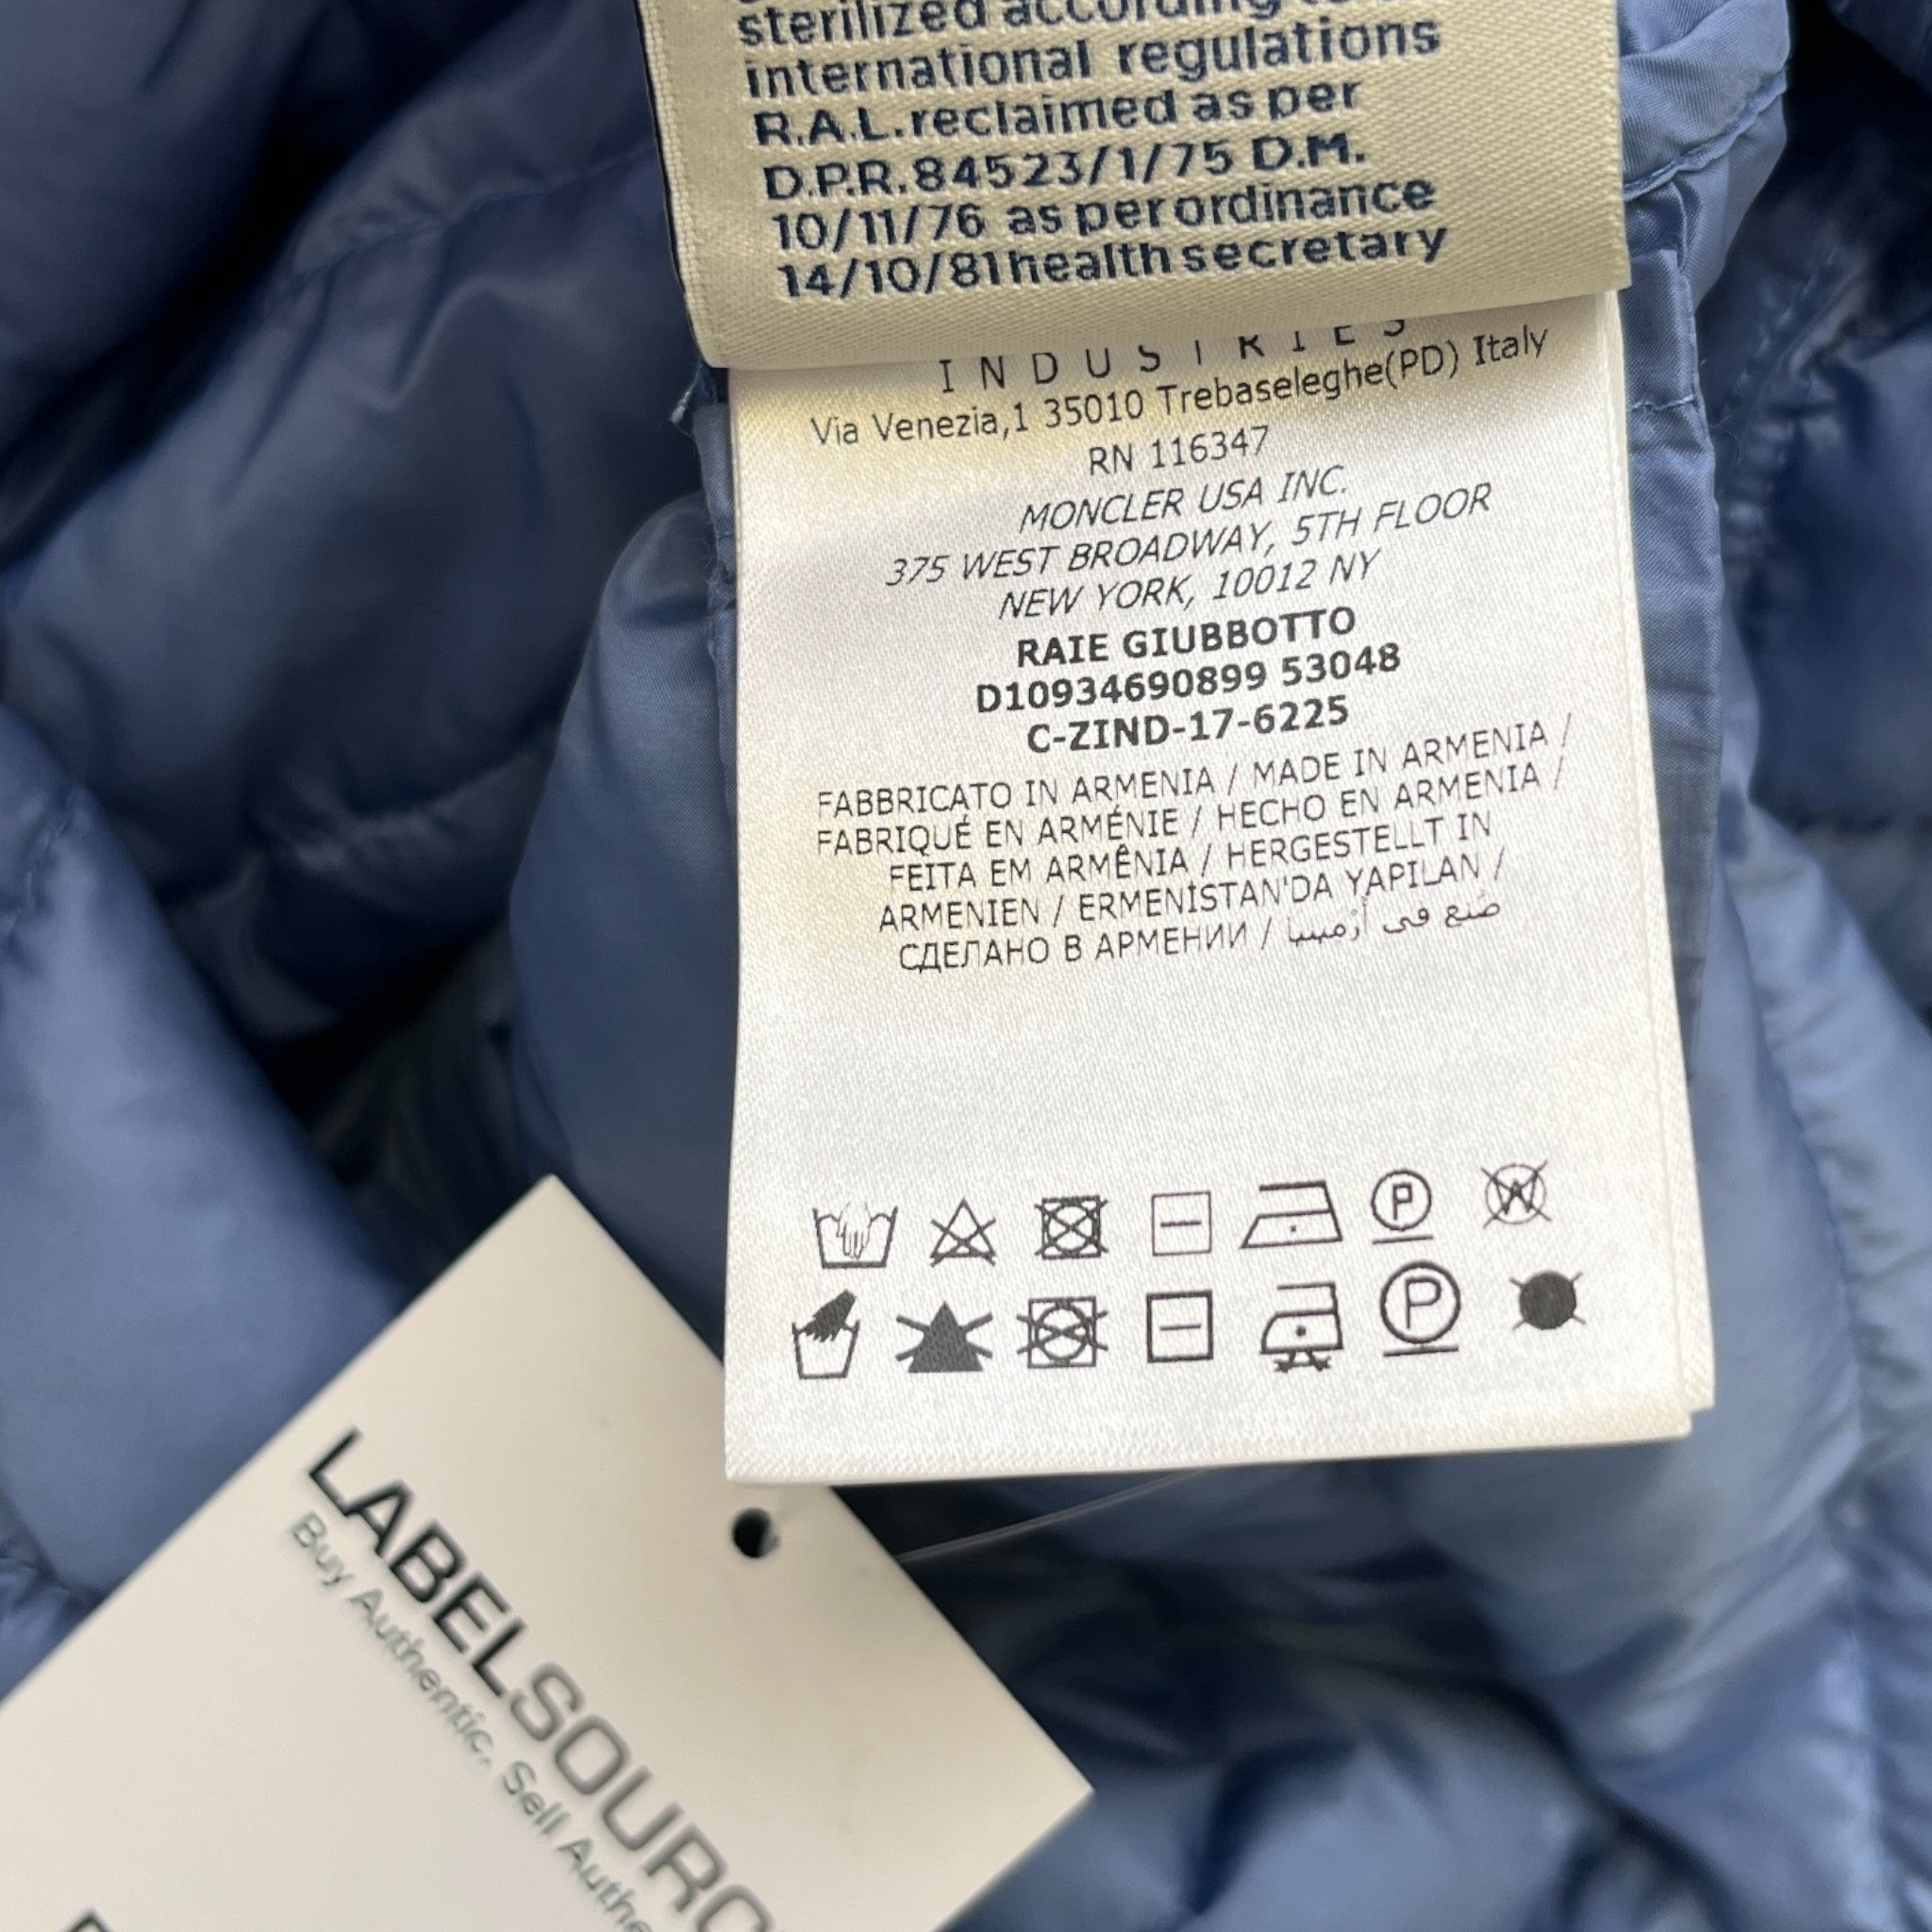 sterilized according
international regulations
R.A.L.reclaimed as per
D.P.R.84523/1/75 D.M.
10/11/76 as per ordinance
14/10/81 health secretary
INDUSTRIES
Via Venezia,1 35010 Trebaseleghe(PD) Italy
RN 116347
MONCLER USA INC.
375 WEST BROADWAY, 5TH FLOOR
NEW YORK, 10012 NY
RAIE GIUBBOTTO
D10934690899 53048
C-ZIND-17-6225
FABBRICATO IN ARMENIA / MADE IN ARMENIA /
FABRIQUÉ EN ARMÉNIE / HECHO EN ARMENIA /
FEITA EM ARMÊNIA / HERGESTELLT IN
ARMENIEN / ERMENİSTAN'DA YAPILAN /
СДЕЛАНО В АРМЕНИИ / صنع في أرمينيا
P W
P
LABELSOURC
Buy Authentic. Sell Authe